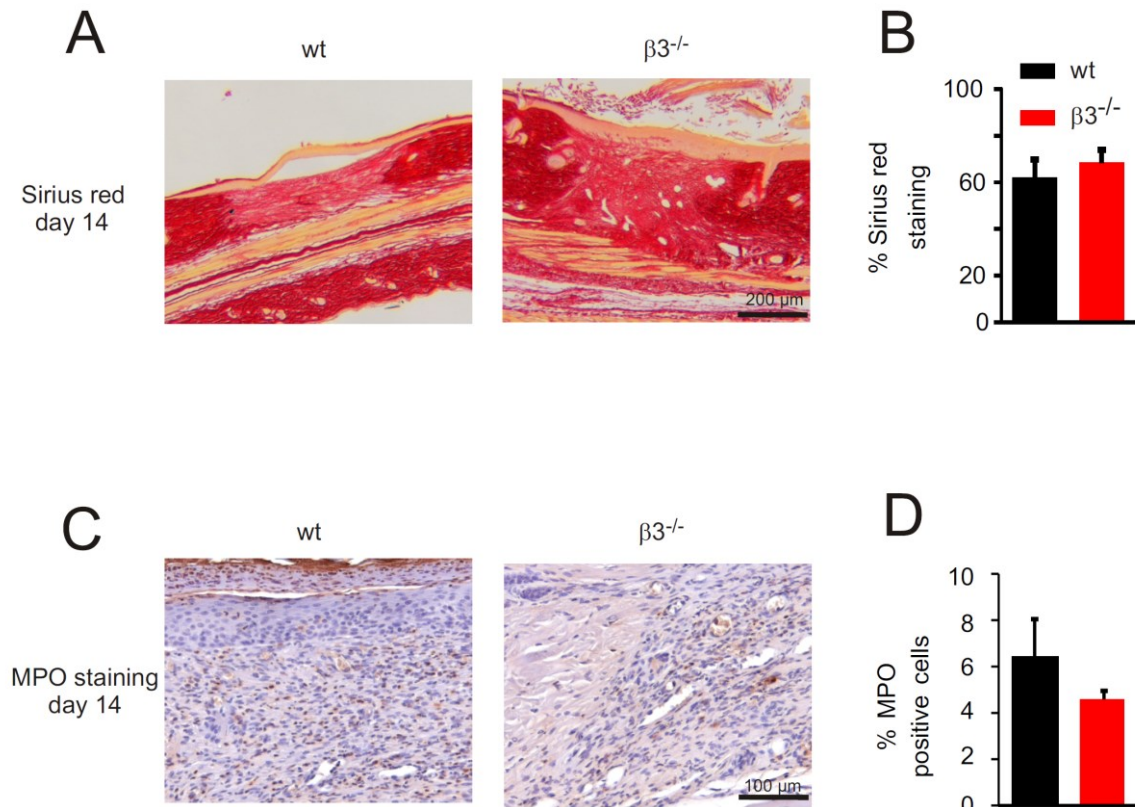 A
wt
β3-/-
Sirius red
day 14
200 µm
B
wt
β3-/-
% Sirius red
staining
100
60
20
0
C
wt
β3-/-
MPO staining
day 14
100 µm
D
% MPO
positive cells
10
8
6
4
2
0